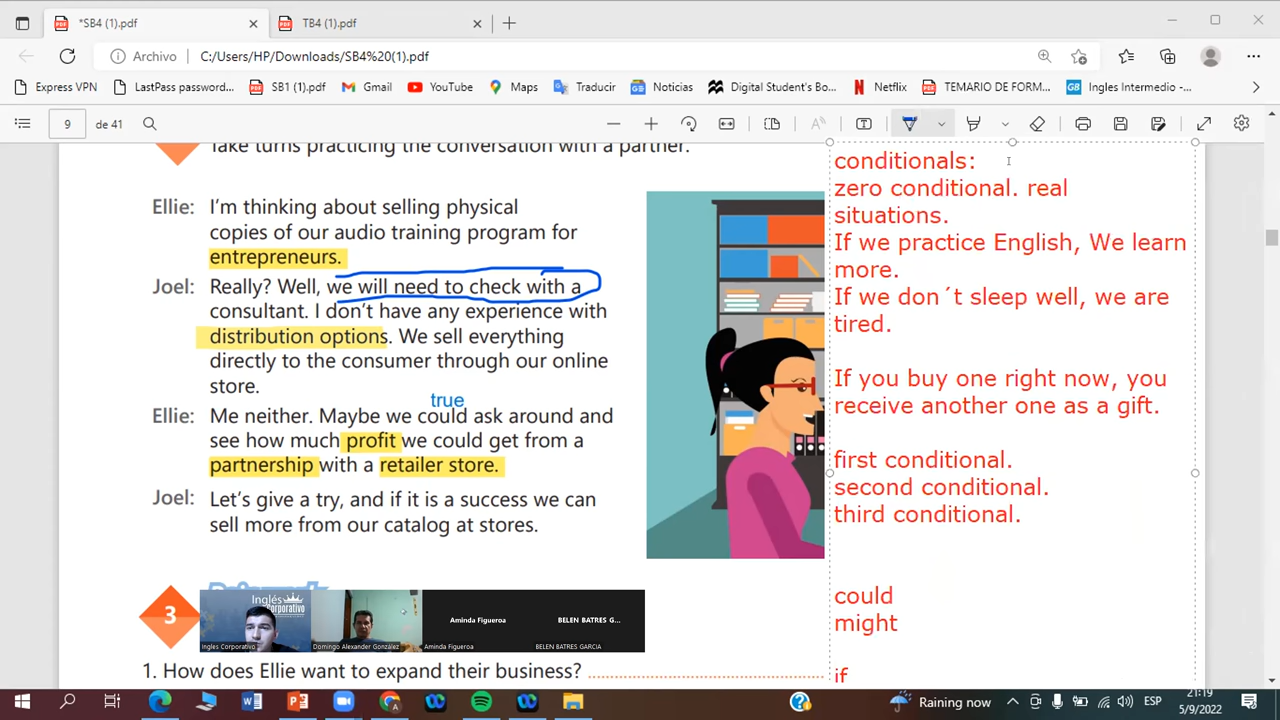 *SB4 (1).pdf
TB4 (1).pdf
Archivo
C:/Users/HP/Downloads/SB4%20(1).pdf
Express VPN
LastPass password...
SB1 (1).pdf
Gmail
YouTube
Maps
Traducir
Noticias
Digital Student's Bo...
Netflix
TEMARIO DE FORM...
Ingles Intermedio -...
9
de 41
Take turns practicing the conversation with a partner.
Ellie: I'm thinking about selling physical
copies of our audio training program for
entrepreneurs.
Joel: Really? Well, we will need to check with a
consultant. I don't have any experience with
distribution options. We sell everything
directly to the consumer through our online
store.
true
Ellie: Me neither. Maybe we could ask around and
see how much profit we could get from a
partnership with a retailer store.
Joel: Let's give a try, and if it is a success we can
sell more from our catalog at stores.
3
Inglés
Corporativo
Ingles Corporativo
Domingo Alexander González
Aminda Figueroa
Aminda Figueroa
BELEN BATRES G...
BELEN BATRES GARCIA
1. How does Ellie want to expand their business?
conditionals:
zero conditional. real
situations.
If we practice English, We learn
more.
If we don´t sleep well, we are
tired.
If you buy one right now, you
receive another one as a gift.
first conditional.
second conditional.
third conditional.
could
might
if
Raining now
ESP
21:19
5/9/2022